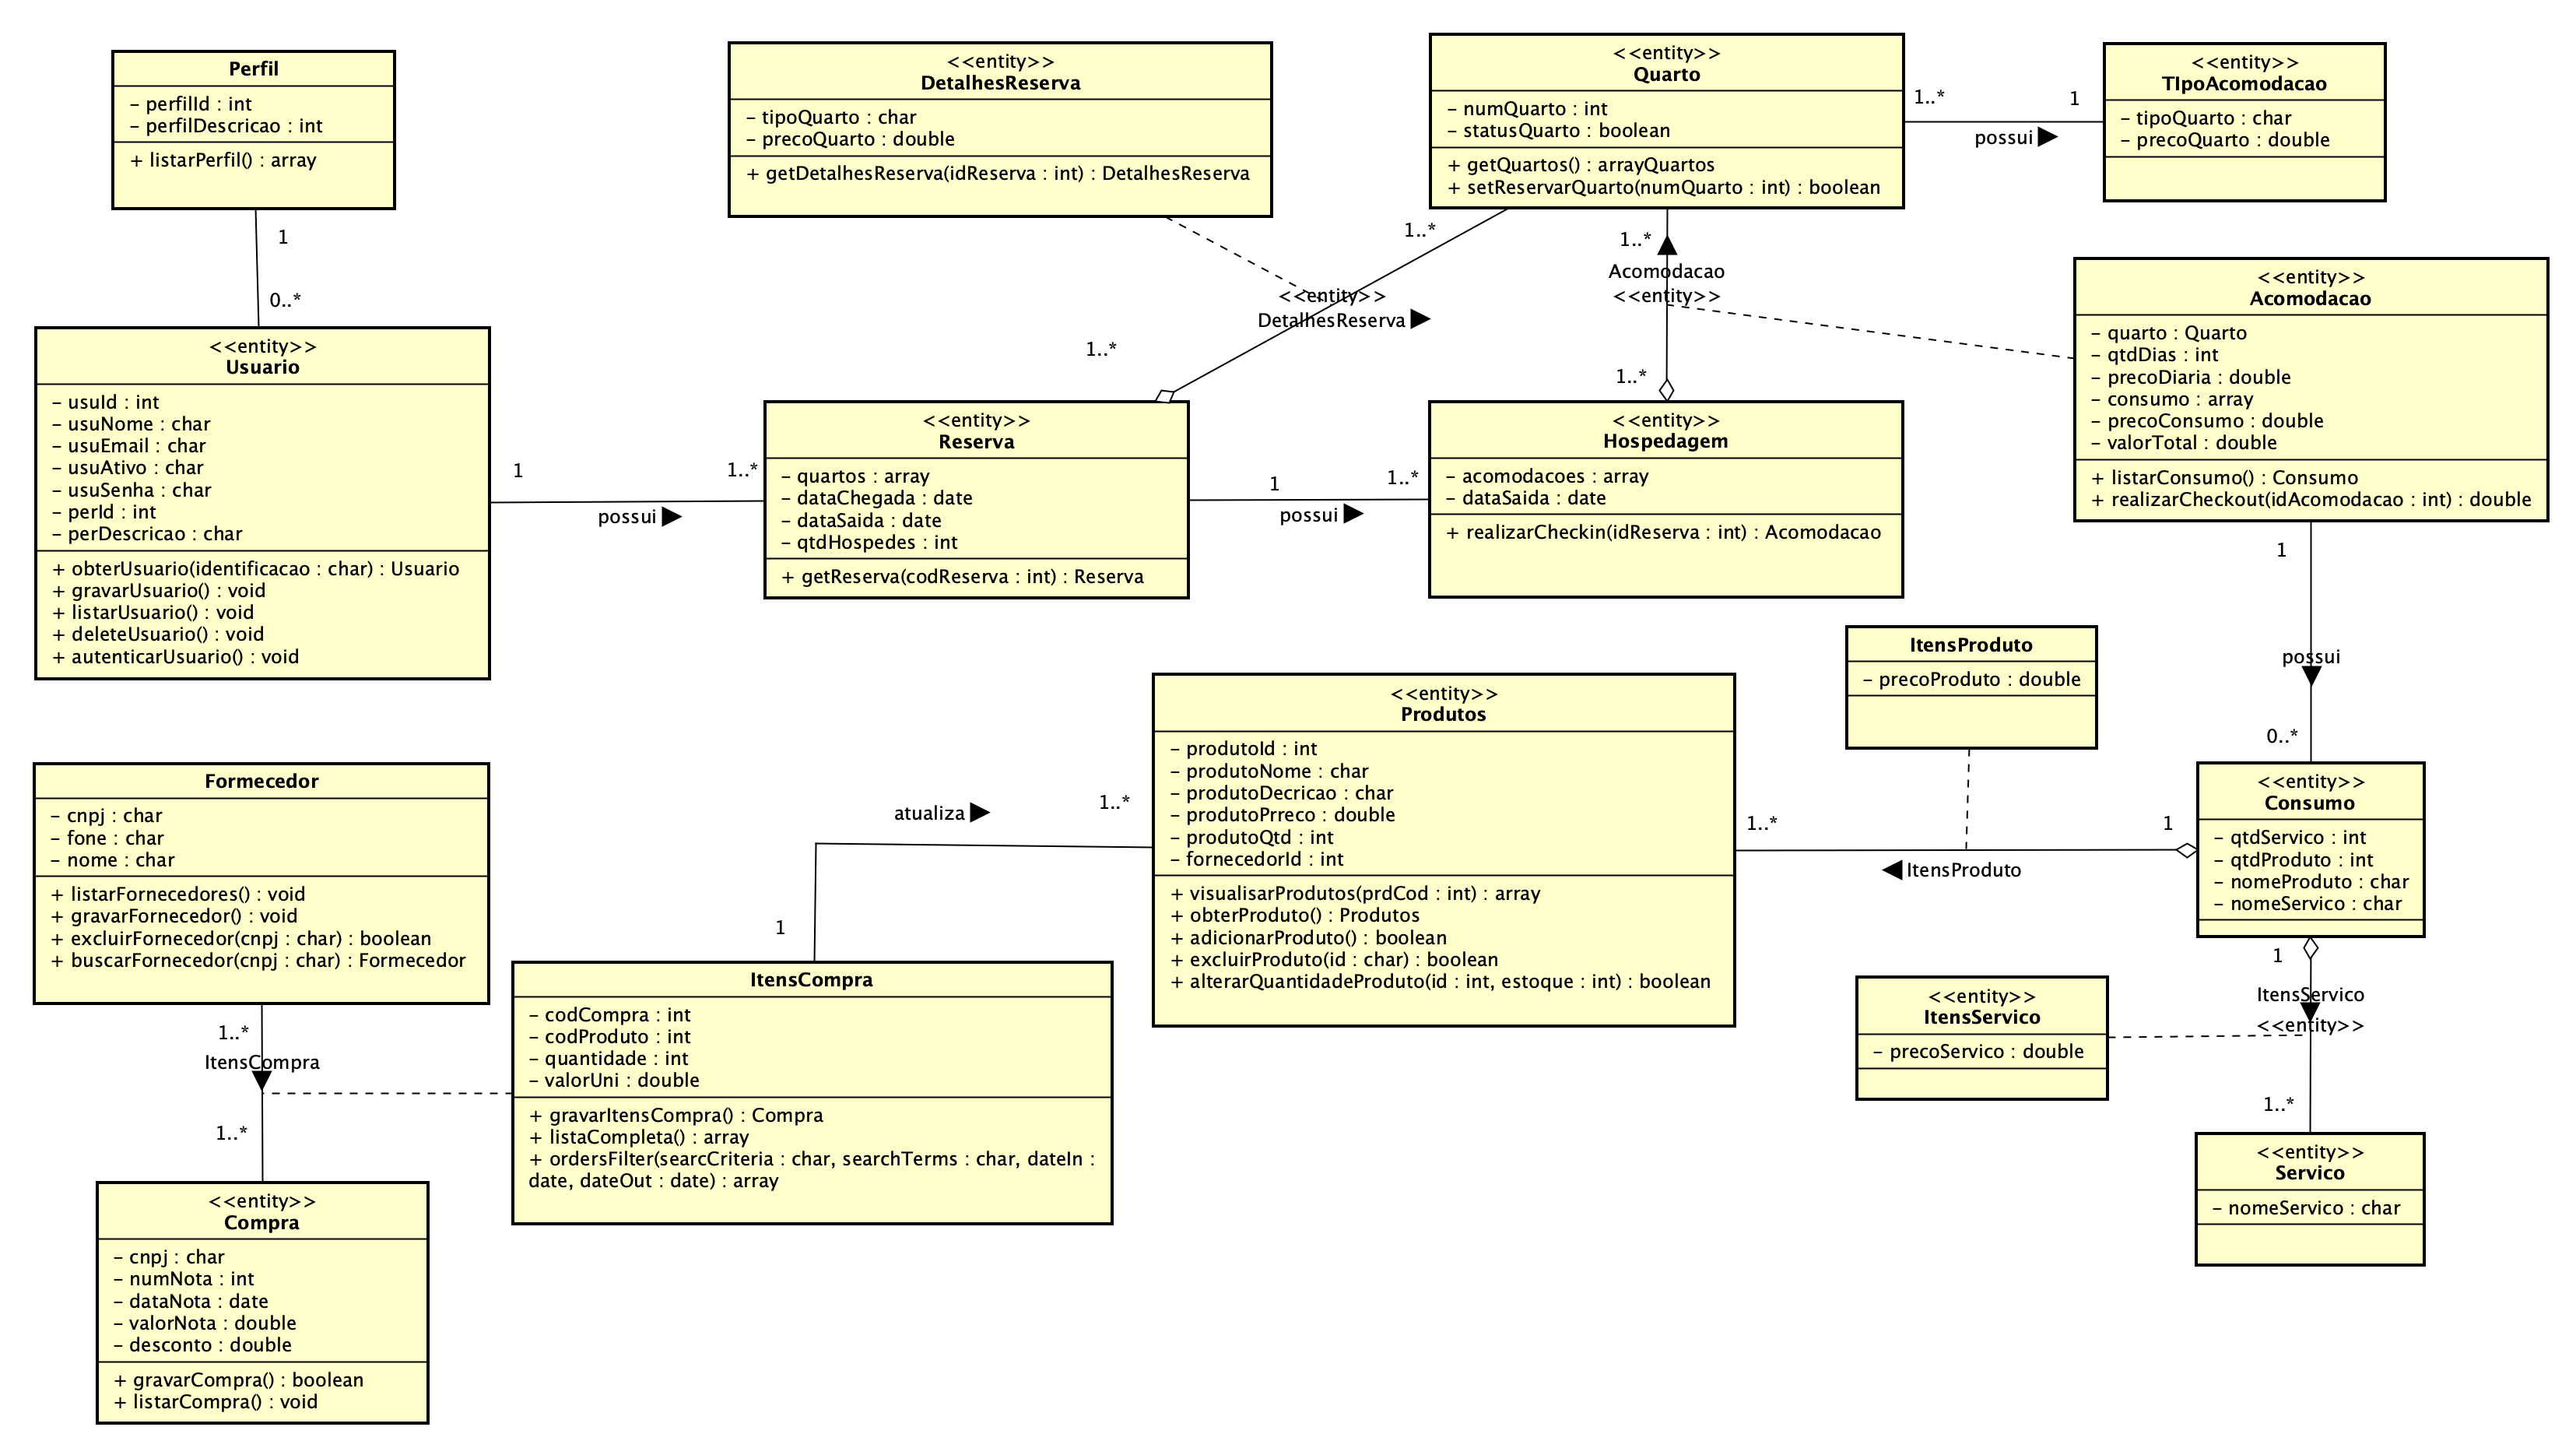 Perfil
– perfilId : int
– perfilDescricao : int
+ listarPerfil() : array
1
0..*
<<entity>>
DetalhesReserva
– tipoQuarto : char
– precoQuarto : double
+ getDetalhesReserva(idReserva : int) : DetalhesReserva
<<entity>>
Quarto
– numQuarto : int
– statusQuarto : boolean
+ getQuartos() : arrayQuartos
+ setReservarQuarto(numQuarto : int) : boolean
1..*
1
possui
<<entity>>
TIpoAcomodacao
– tipoQuarto : char
– precoQuarto : double
1..*
<<entity>>
DetalhesReserva
1..*
1..*
Acomodacao
<<entity>>
1..*
<<entity>>
Acomodacao
– quarto : Quarto
– qtdDias : int
– precoDiaria : double
– consumo : array
– precoConsumo : double
– valorTotal : double
+ listarConsumo() : Consumo
+ realizarCheckout(idAcomodacao : int) : double
<<entity>>
Usuario
– usuId : int
– usuNome : char
– usuEmail : char
– usuAtivo : char
– usuSenha : char
– perId : int
– perDescricao : char
+ obterUsuario(identificacao : char) : Usuario
+ gravarUsuario() : void
+ listarUsuario() : void
+ deleteUsuario() : void
+ autenticarUsuario() : void
1
1..*
possui
<<entity>>
Reserva
– quartos : array
– dataChegada : date
– dataSaida : date
– qtdHospedes : int
+ getReserva(codReserva : int) : Reserva
1
1..*
possui
<<entity>>
Hospedagem
– acomodacoes : array
– dataSaida : date
+ realizarCheckin(idReserva : int) : Acomodacao
1
possui
0..*
ItensProduto
– precoProduto : double
<<entity>>
Produtos
– produtoId : int
– produtoNome : char
– produtoDecricao : char
– produtoPrreco : double
– produtoQtd : int
– fornecedorId : int
+ visualisarProdutos(prdCod : int) : array
+ obterProduto() : Produtos
+ adicionarProduto() : boolean
+ excluirProduto(id : char) : boolean
+ alterarQuantidadeProduto(id : int, estoque : int) : boolean
1..*
1
ItensProduto
<<entity>>
Consumo
– qtdServico : int
– qtdProduto : int
– nomeProduto : char
– nomeServico : char
Formecedor
– cnpj : char
– fone : char
– nome : char
+ listarFornecedores() : void
+ gravarFornecedor() : void
+ excluirFornecedor(cnpj : char) : boolean
+ buscarFornecedor(cnpj : char) : Formecedor
atualiza
1..*
1
ItensCompra
– codCompra : int
– codProduto : int
– quantidade : int
– valorUni : double
+ gravarItensCompra() : Compra
+ listaCompleta() : array
+ ordersFilter(searcCriteria : char, searchTerms : char, dateIn :
date, dateOut : date) : array
1..*
ItensCompra
1..*
<<entity>>
Compra
– cnpj : char
– numNota : int
– dataNota : date
– valorNota : double
– desconto : double
+ gravarCompra() : boolean
+ listarCompra() : void
1
ItensServico
<<entity>>
1..*
<<entity>>
ItensServico
– precoServico : double
<<entity>>
Servico
– nomeServico : char